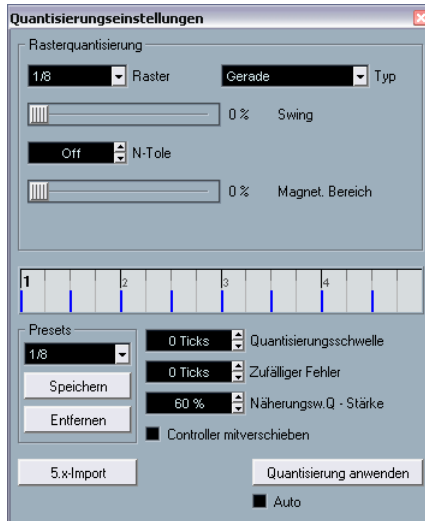 Quantisierungseinstellungen
Rasterquantisierung
1/8 Raster Gerade Typ
0 % Swing
Off N-Tole
0 % Magnet. Bereich
1 2 3 4
Presets
1/8
Speichern
Entfernen
0 Ticks Quantisierungsschwelle
0 Ticks Zufälliger Fehler
60 % Näherungsw.Q - Stärke
Controller mitverschieben
5.x-Import
Quantisierung anwenden
Auto